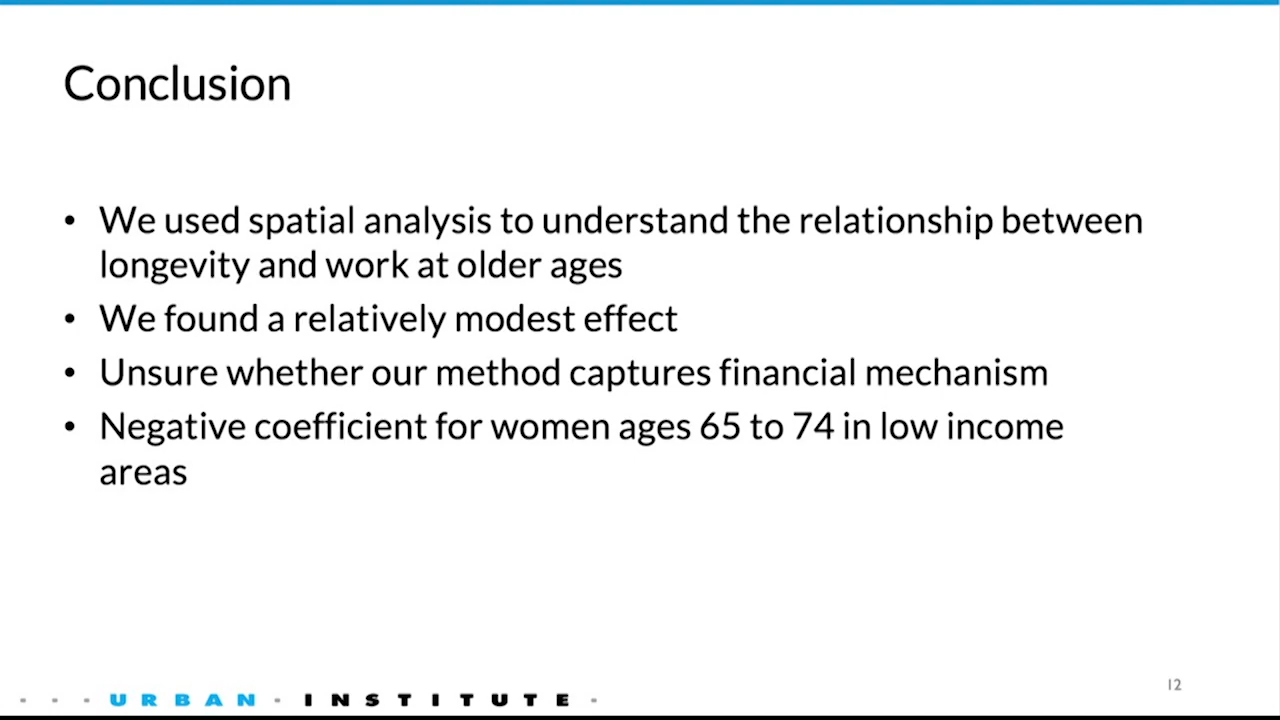 Conclusion
• We used spatial analysis to understand the relationship between
longevity and work at older ages
• We found a relatively modest effect
• Unsure whether our method captures financial mechanism
• Negative coefficient for women ages 65 to 74 in low income
areas
12
- - - URBAN - INSTITUTE -